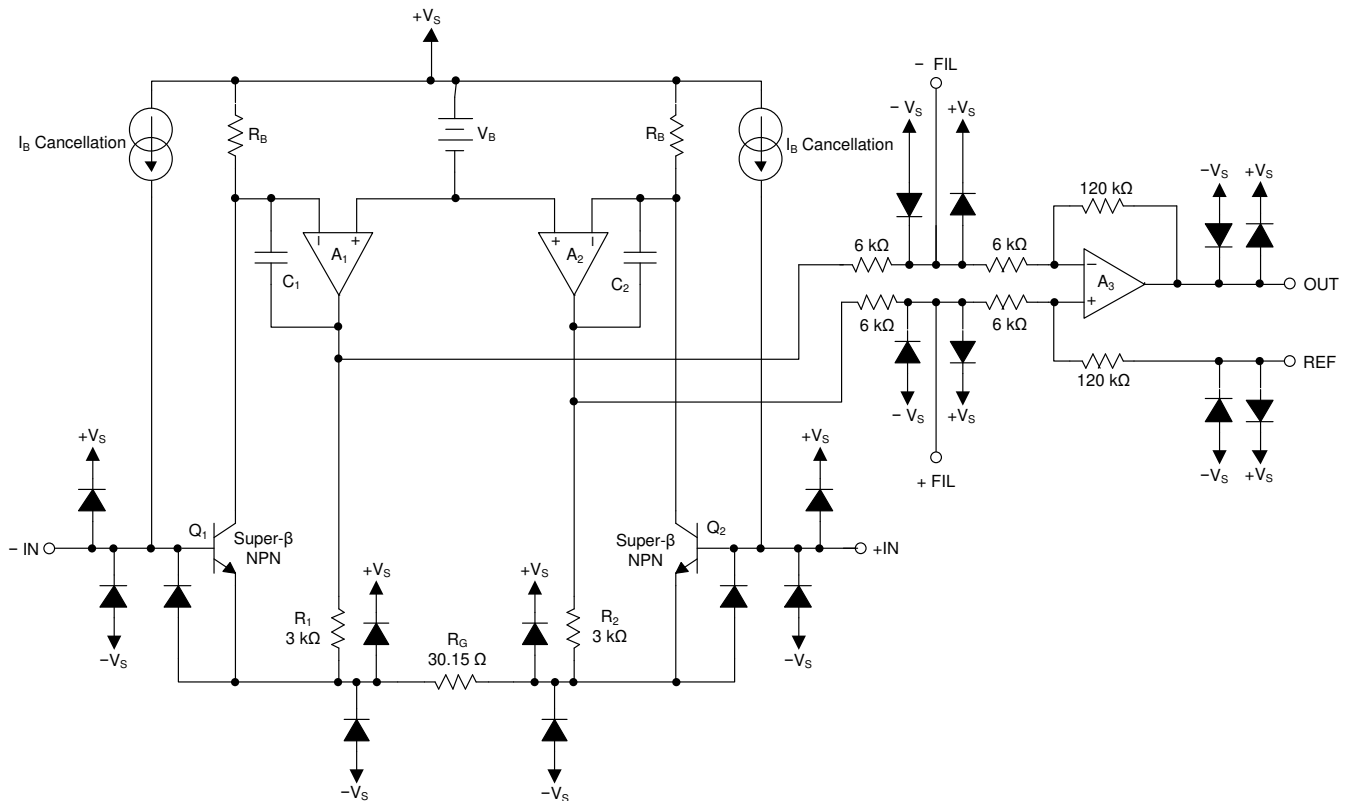 +VS
− FIL
− VS
+VS
IB Cancellation
RB
VB
RB
IB Cancellation
120 kΩ
−VS
+VS
6 kΩ
6 kΩ
−
+
+
−
A1
A2
C1
C2
−
+
A3
OUT
6 kΩ
6 kΩ
120 kΩ
REF
− VS
+VS
−VS
+VS
+ FIL
+VS
+VS
Q1
Super-β
NPN
Super-β
NPN
Q2
− IN
+IN
+VS
+VS
R1
3 kΩ
R2
3 kΩ
RG
30.15 Ω
−VS
−VS
−VS
−VS